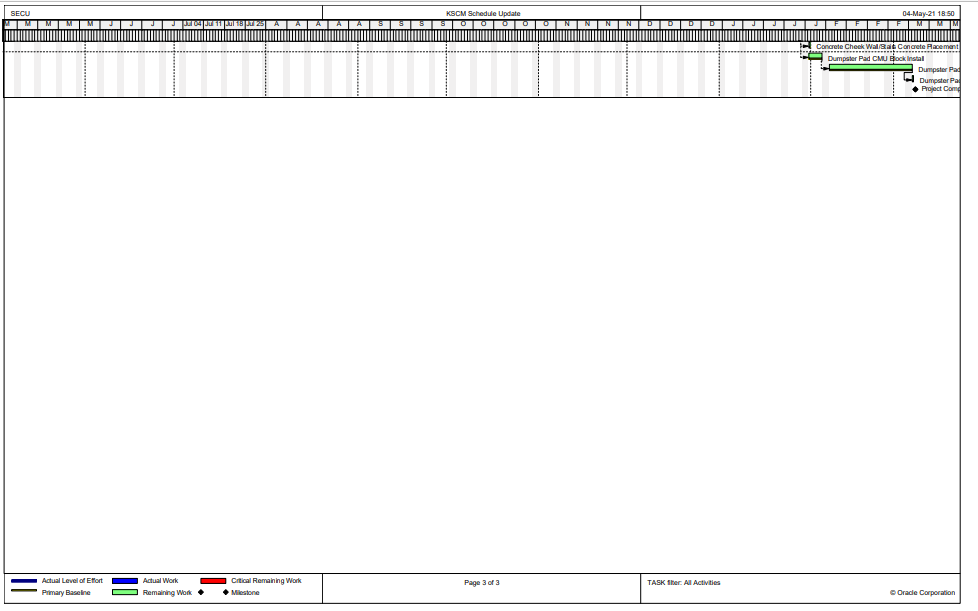 SECU KSCM Schedule Update 04-May-21 18:50
M M M M M J J J J Jul 04 Jul 11 Jul 18 Jul 25 A A A A A S S S S O O O O O N N N N D D D D J J J J J F F F F M M M
Concrete Cheek Wall/Stair Concrete Placement
Dumpster Pad CMU Block Install
Dumpster Pad
Dumpster Pad
Project Comp
Actual Level of Effort Actual Work Critical Remaining Work Page 3 of 3 TASK filter: All Activities
Primary Baseline Remaining Work Milestone © Oracle Corporation